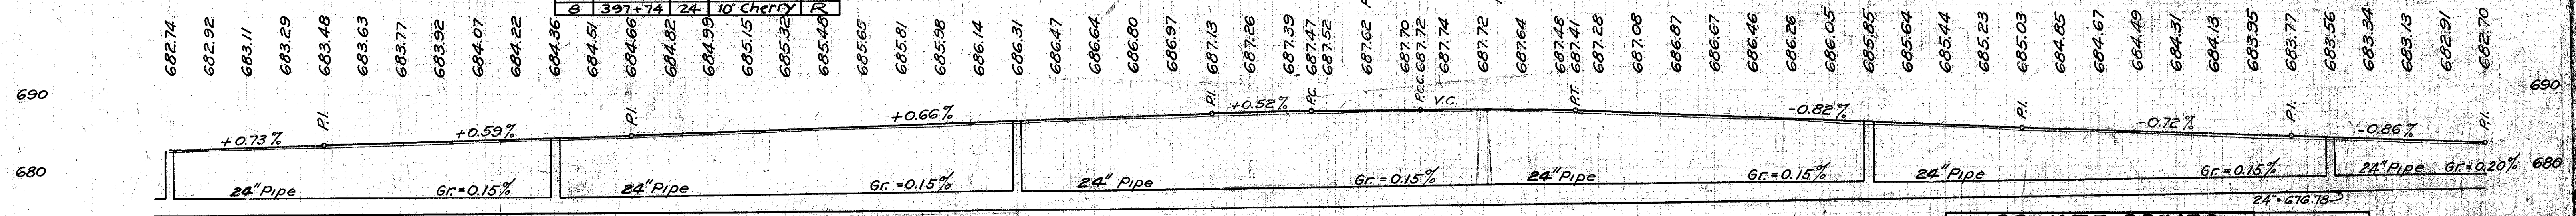 8 397+74 24 10" Cherry R
682.74 682.92 683.11 683.29 683.48 683.63 683.77 683.92 684.07 684.22 684.36 684.51 684.66 684.82 684.99 685.15 685.32 685.48 685.65 685.81 685.98 686.14 686.31 686.47 686.64 686.80 686.97 687.13 687.26 687.39 687.47 687.52 687.62 687.70 687.72 687.74 687.72 687.64 687.48 687.41 687.28 687.08 686.87 686.67 686.46 686.26 686.05 685.85 685.64 685.44 685.23 685.03 684.85 684.67 684.49 684.31 684.13 683.95 683.77 683.56 683.34 683.13 682.91 682.70
690 690
P.I. P.I. P.I. P.C. P.C.C. V.C. P.T. P.I. P.I. P.I.
+0.73% +0.59% +0.66% +0.52% -0.82% -0.72% -0.86%
680 24" Pipe Gr.=0.15% 24" Pipe Gr.=0.15% 24" Pipe Gr.=0.15% 24" Pipe Gr.=0.15% 24" Pipe Gr.=0.15% 24" Pipe Gr.=0.20% 680
24"=676.78